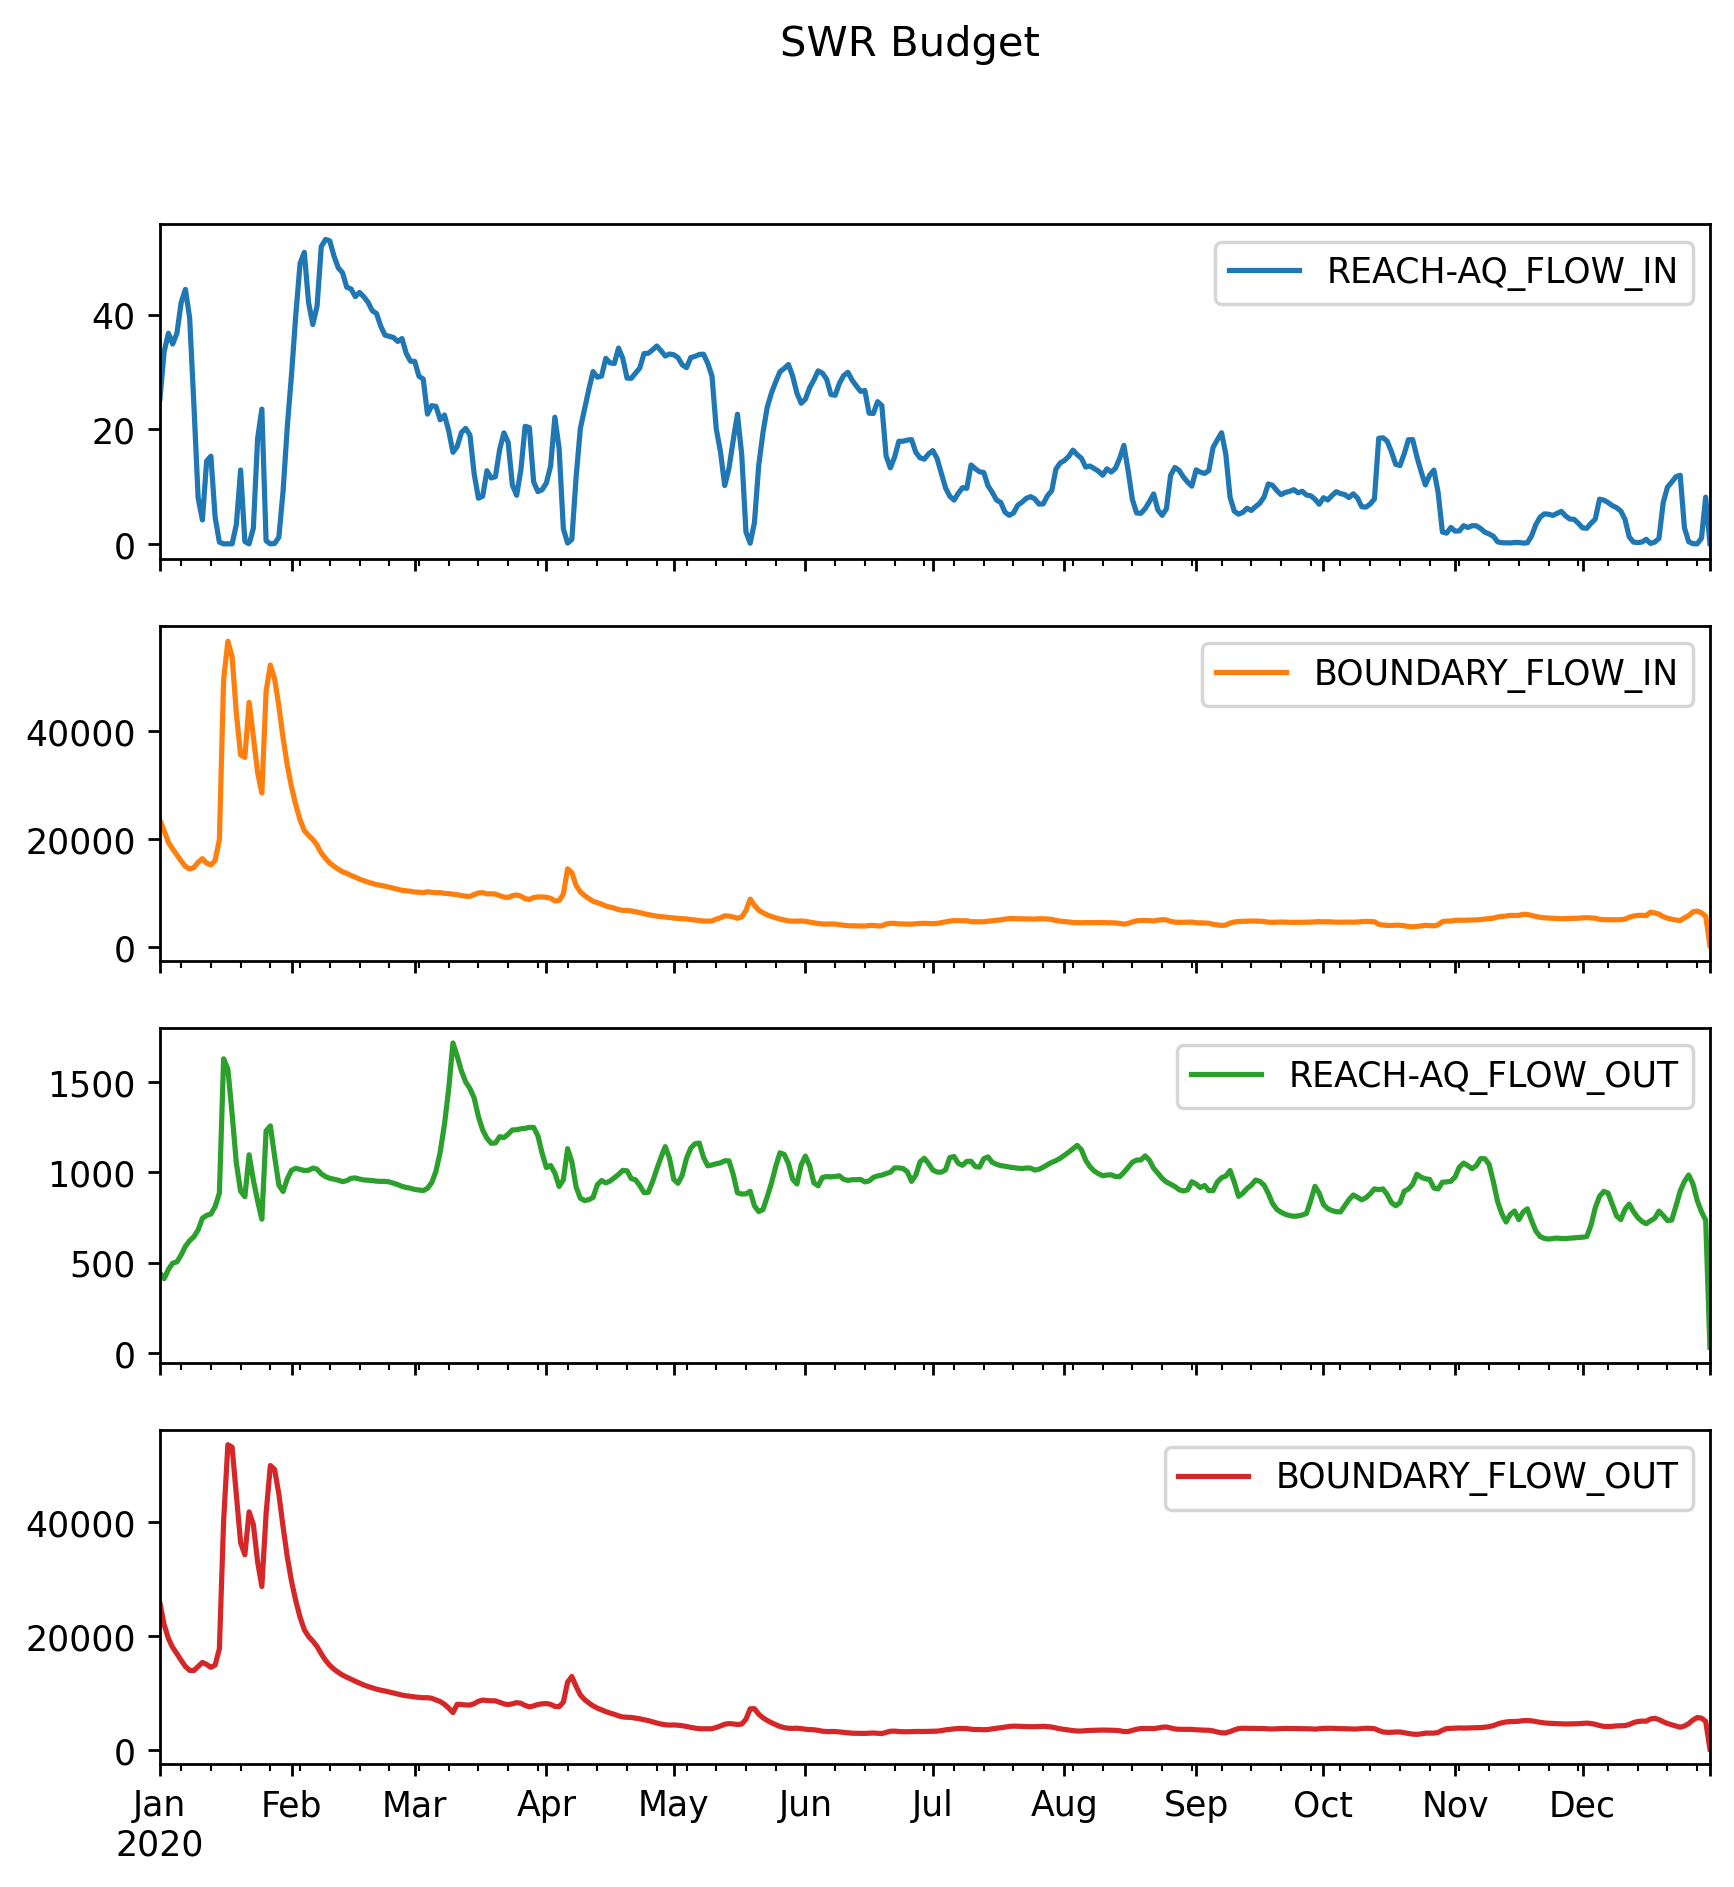 SWR Budget
REACH-AQ_FLOW_IN
40
20
0
BOUNDARY_FLOW_IN
40000
20000
0
REACH-AQ_FLOW_OUT
1500
1000
500
0
BOUNDARY_FLOW_OUT
40000
20000
0
Jan Feb Mar Apr May Jun Jul Aug Sep Oct Nov Dec
2020